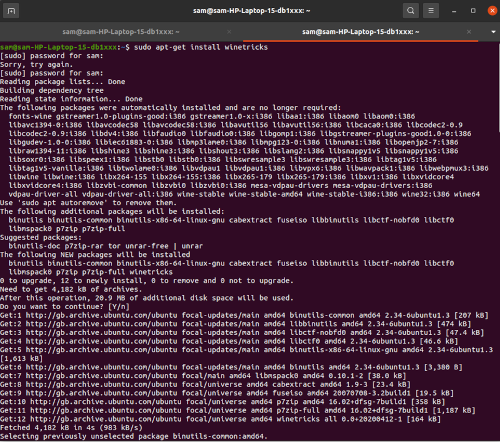 sam@sam-HP-Laptop-15-db1xxx: ~
sam@sam-HP-Laptop-15-db1xxx: ~
sam@sam-HP-Laptop-15-db1xxx: ~
sam@sam-HP-Laptop-15-db1xxx:~$ sudo apt-get install winetricks
[sudo] password for sam:
Sorry, try again.
[sudo] password for sam:
Reading package lists... Done
Building dependency tree
Reading state information... Done
The following packages were automatically installed and are no longer required:
fonts-wine gstreamer1.0-plugins-good:i386 gstreamer1.0-x:i386 libaa1:i386 libaom0 libaom0:i386
libavc1394-0:i386 libavcodec58 libavcodec58:i386 libavutil56 libavutil56:i386 libcaca0:i386 libcodec2-0.9
libcodec2-0.9:i386 libdv4:i386 libfaudio0 libfaudio0:i386 libgomp1:i386 libgstreamer-plugins-good1.0-0:i386
libgudev-1.0-0:i386 libiec61883-0:i386 libmp3lame0:i386 libmpg123-0:i386 libnuma1:i386 libopenjp2-7:i386
libraw1394-11:i386 libshine3 libshine3:i386 libshout3:i386 libslang2:i386 libsnappy1v5 libsnappy1v5:i386
libsoxr0:i386 libspeex1:i386 libstb0 libstb0:i386 libswresample3 libswresample3:i386 libtag1v5:i386
libtag1v5-vanilla:i386 libtwolame0:i386 libvdpau1 libvdpau1:i386 libvpx6:i386 libwavpack1:i386 libwebpmux3:i386
libwine libwine:i386 libx264-155 libx264-155:i386 libx265-179 libx265-179:i386 libxv1:i386 libxvidcore4
libxvidcore4:i386 libzvbi-common libzvbi0 libzvbi0:i386 mesa-vdpau-drivers mesa-vdpau-drivers:i386
vdpau-driver-all vdpau-driver-all:i386 wine-stable wine-stable-amd64 wine-stable-i386:i386 wine32:i386 wine64
Use 'sudo apt autoremove' to remove them.
The following additional packages will be installed:
binutils binutils-common binutils-x86-64-linux-gnu cabextract fuseiso libbinutils libctf-nobfd0 libctf0
libmspack0 p7zip p7zip-full
Suggested packages:
binutils-doc p7zip-rar tor unrar-free | unrar
The following NEW packages will be installed
binutils binutils-common binutils-x86-64-linux-gnu cabextract fuseiso libbinutils libctf-nobfd0 libctf0
libmspack0 p7zip p7zip-full winetricks
0 to upgrade, 12 to newly install, 0 to remove and 0 not to upgrade.
Need to get 4,182 kB of archives.
After this operation, 20.9 MB of additional disk space will be used.
Do you want to continue? [Y/n]
Get:1 http://gb.archive.ubuntu.com/ubuntu focal-updates/main amd64 binutils-common amd64 2.34-6ubuntu1.3 [207 kB]
Get:2 http://gb.archive.ubuntu.com/ubuntu focal-updates/main amd64 libbinutils amd64 2.34-6ubuntu1.3 [474 kB]
Get:3 http://gb.archive.ubuntu.com/ubuntu focal-updates/main amd64 libctf-nobfd0 amd64 2.34-6ubuntu1.3 [47.4 kB]
Get:4 http://gb.archive.ubuntu.com/ubuntu focal-updates/main amd64 libctf0 amd64 2.34-6ubuntu1.3 [46.6 kB]
Get:5 http://gb.archive.ubuntu.com/ubuntu focal-updates/main amd64 binutils-x86-64-linux-gnu amd64 2.34-6ubuntu1.3
[1,613 kB]
Get:6 http://gb.archive.ubuntu.com/ubuntu focal-updates/main amd64 binutils amd64 2.34-6ubuntu1.3 [3,380 B]
Get:7 http://gb.archive.ubuntu.com/ubuntu focal/main amd64 libmspack0 amd64 0.10.1-2 [38.0 kB]
Get:8 http://gb.archive.ubuntu.com/ubuntu focal/universe amd64 cabextract amd64 1.9-3 [23.4 kB]
Get:9 http://gb.archive.ubuntu.com/ubuntu focal/universe amd64 fuseiso amd64 20070708-3.2build1 [19.5 kB]
Get:10 http://gb.archive.ubuntu.com/ubuntu focal/universe amd64 p7zip amd64 16.02+dfsg-7build1 [358 kB]
Get:11 http://gb.archive.ubuntu.com/ubuntu focal/universe amd64 p7zip-full amd64 16.02+dfsg-7build1 [1,187 kB]
Get:12 http://gb.archive.ubuntu.com/ubuntu focal/universe amd64 winetricks all 0.0+20200412-1 [164 kB]
Fetched 4,182 kB in 4s (983 kB/s)
Selecting previously unselected package binutils-common:amd64.